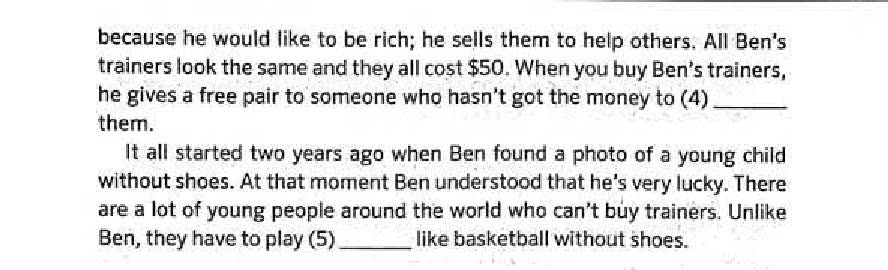 because he would like to be rich; he sells them to help others. All Ben's
trainers look the same and they all cost $50. When you buy Ben's trainers,
he gives a free pair to someone who hasn't got the money to (4) ______
them.
It all started two years ago when Ben found a photo of a young child
without shoes. At that moment Ben understood that he's very lucky. There
are a lot of young people around the world who can't buy trainers. Unlike
Ben, they have to play (5) ______ like basketball without shoes.